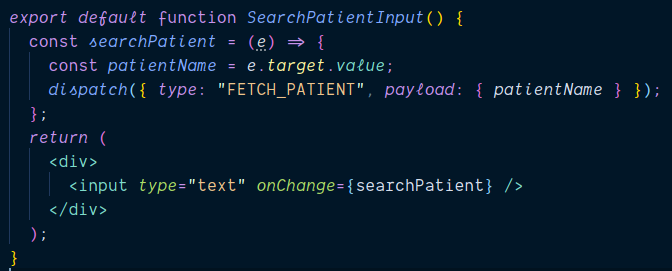 export default function SearchPatientInput() {
const searchPatient = (e) => {
const patientName = e.target.value;
dispatch({ type: "FETCH_PATIENT", payload: { patientName } });
};
return (
<div>
<input type="text" onChange={searchPatient} />
</div>
);
}